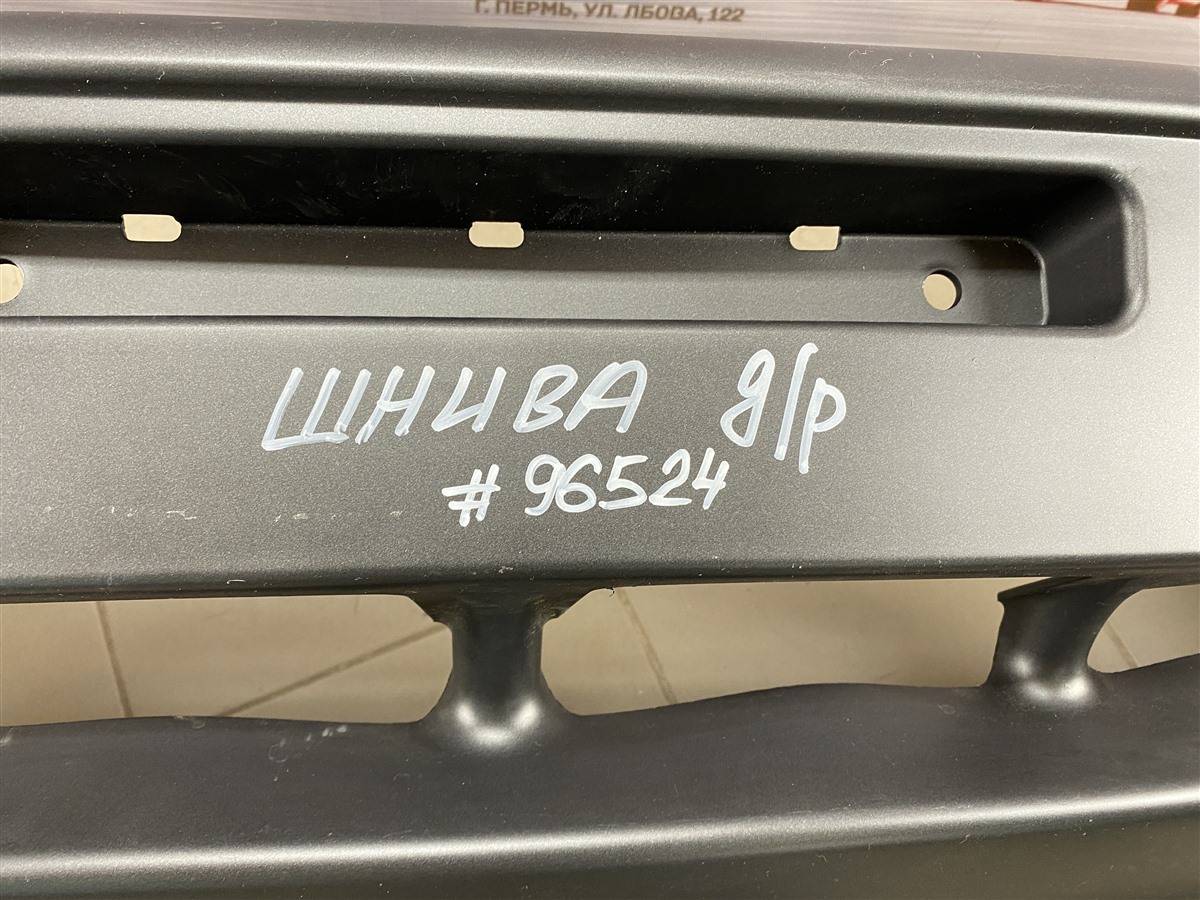 Г. ПЕРМЬ, УЛ. ЛБОВА, 122
ШНИВА д/р
#96524